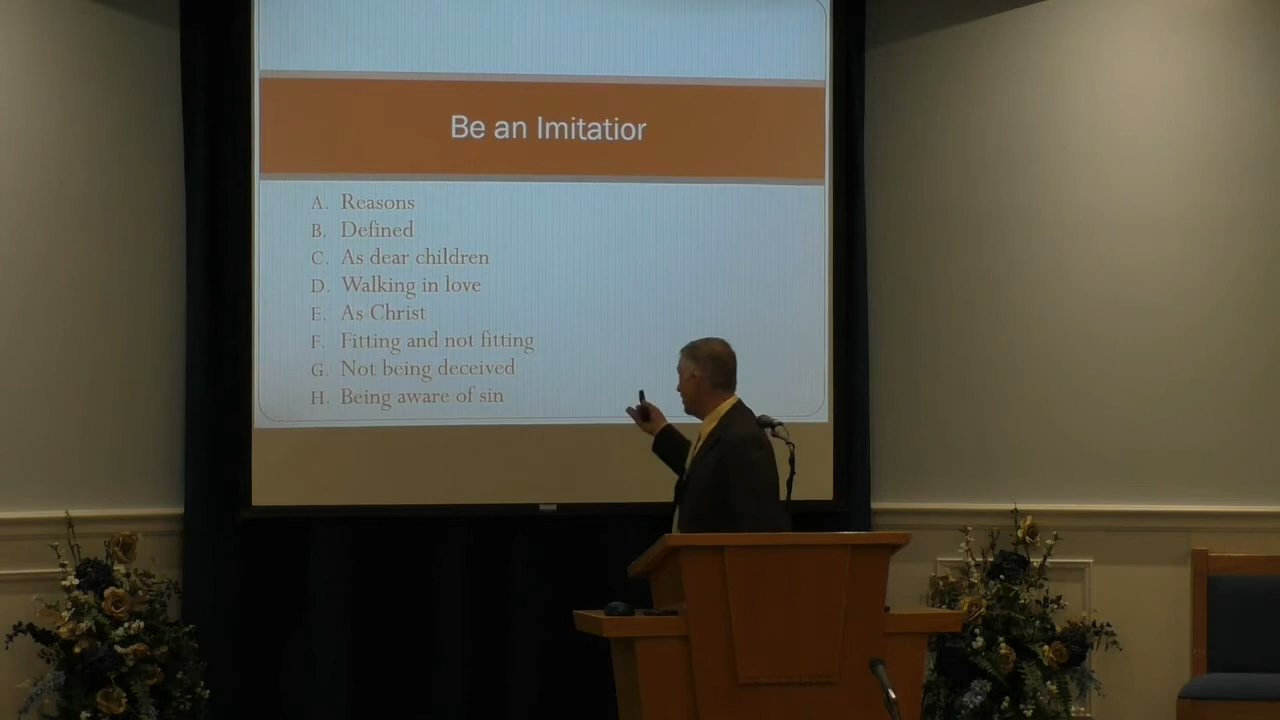 Be an Imitatior
A. Reasons
B. Defined
C. As dear children
D. Walking in love
E. As Christ
F. Fitting and not fitting
G. Not being deceived
H. Being aware of sin